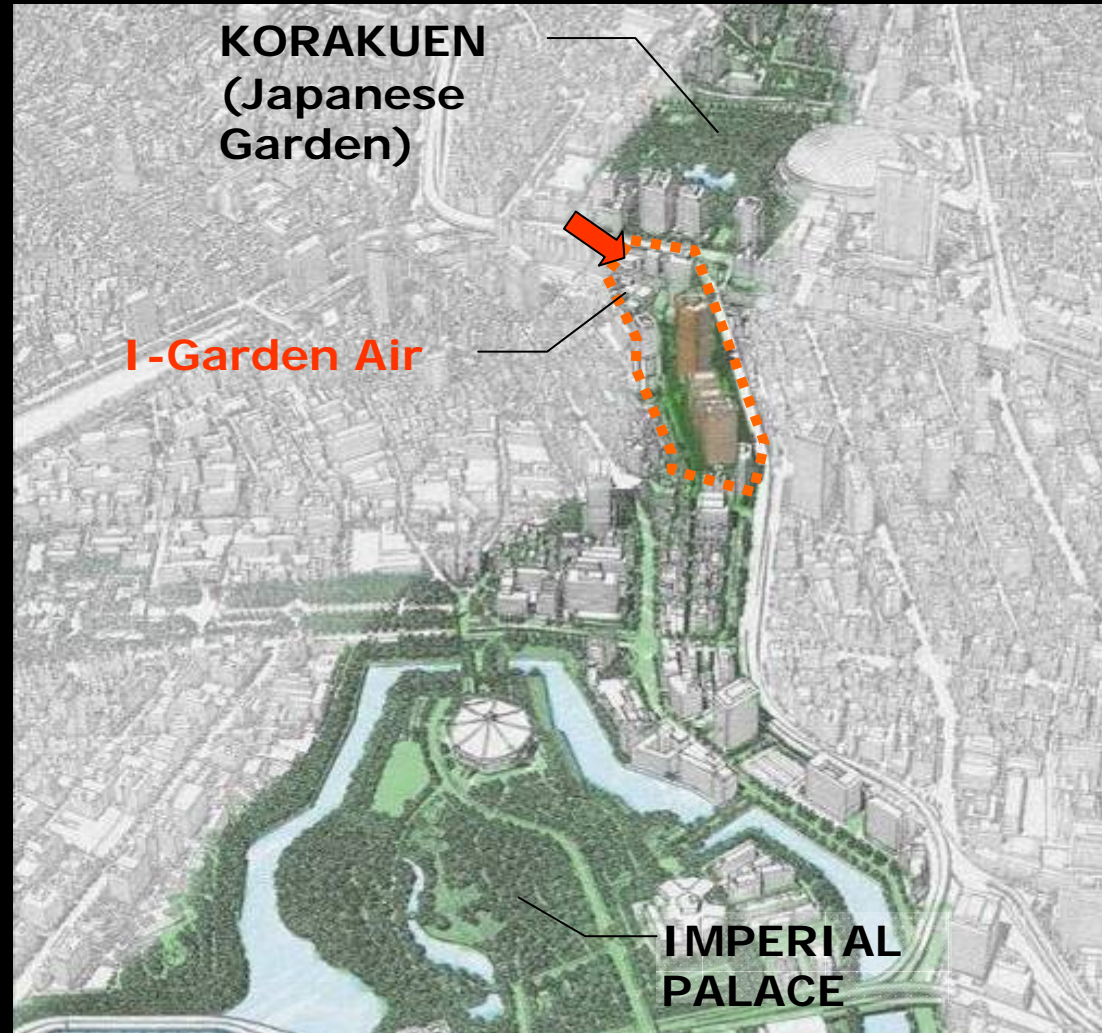 KORAKUEN
(Japanese
Garden)
I-Garden Air
IMPERIAL
PALACE